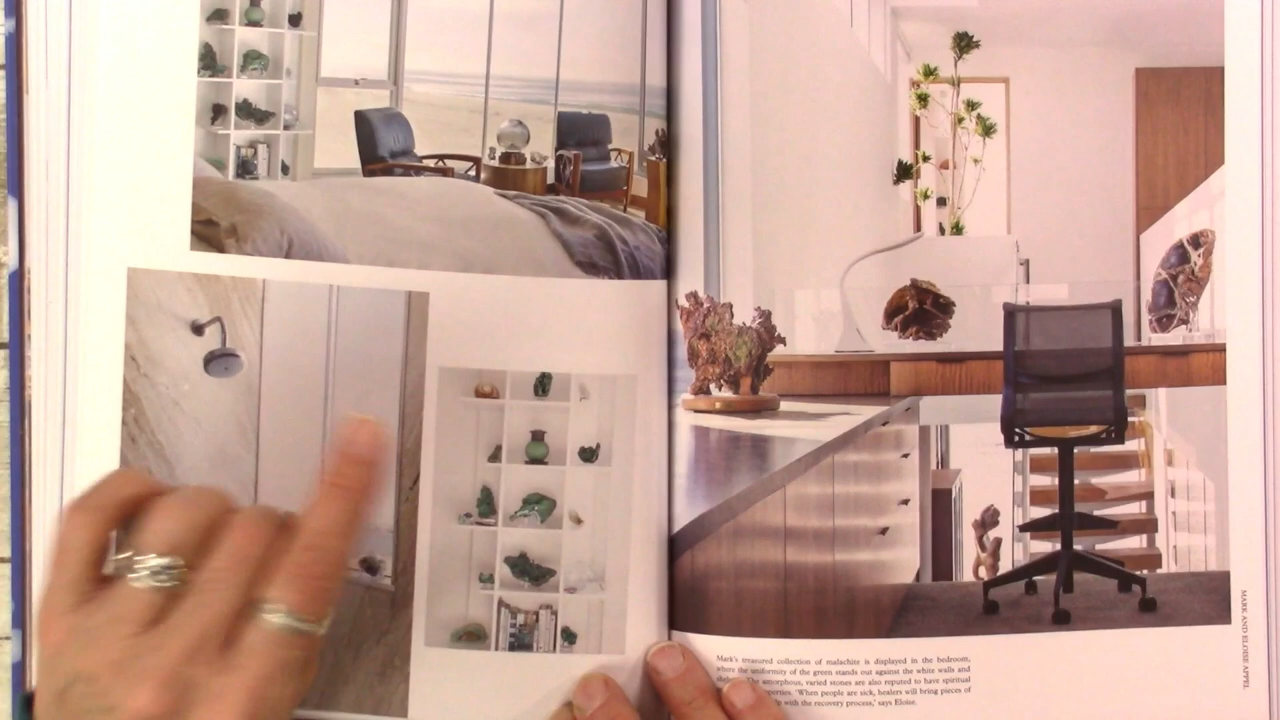 Mark's treasured collection of malachite is displayed in the bedroom,
where the uniformity of the green stands out against the white walls and
The amorphous, varied stones are also reputed to have spiritual
'When people are sick, healers will bring pieces of
with the recovery process,' says Eloise.
MARK AND ELOISE APPEL